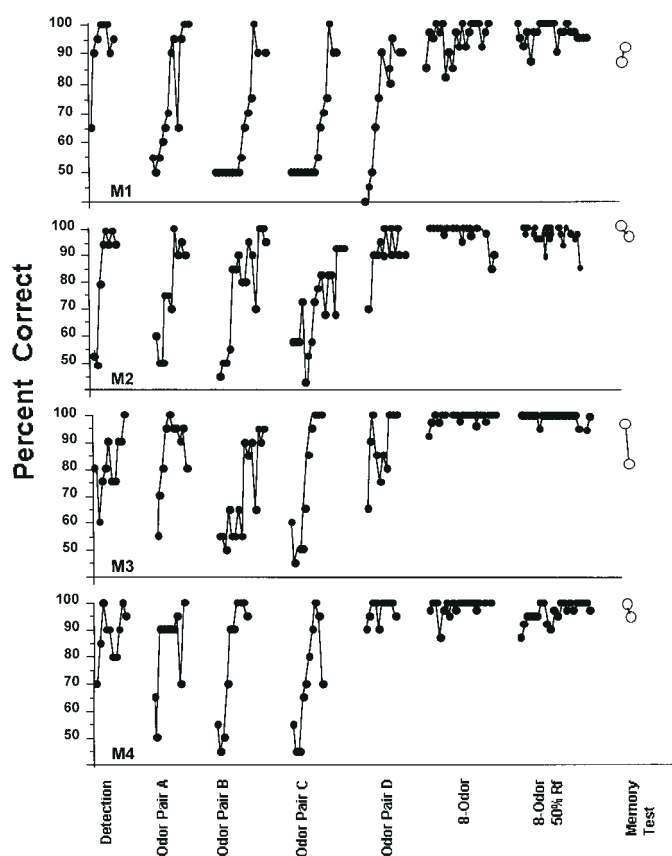 Percent Correct
100
90
80
70
60
50
M1
100
90
80
70
60
50
M2
100
90
80
70
60
50
M3
100
90
80
70
60
50
M4
Detection
Odor Pair A
Odor Pair B
Odor Pair C
Odor Pair D
8-Odor
8-Odor
50% Rf
Memory
Test